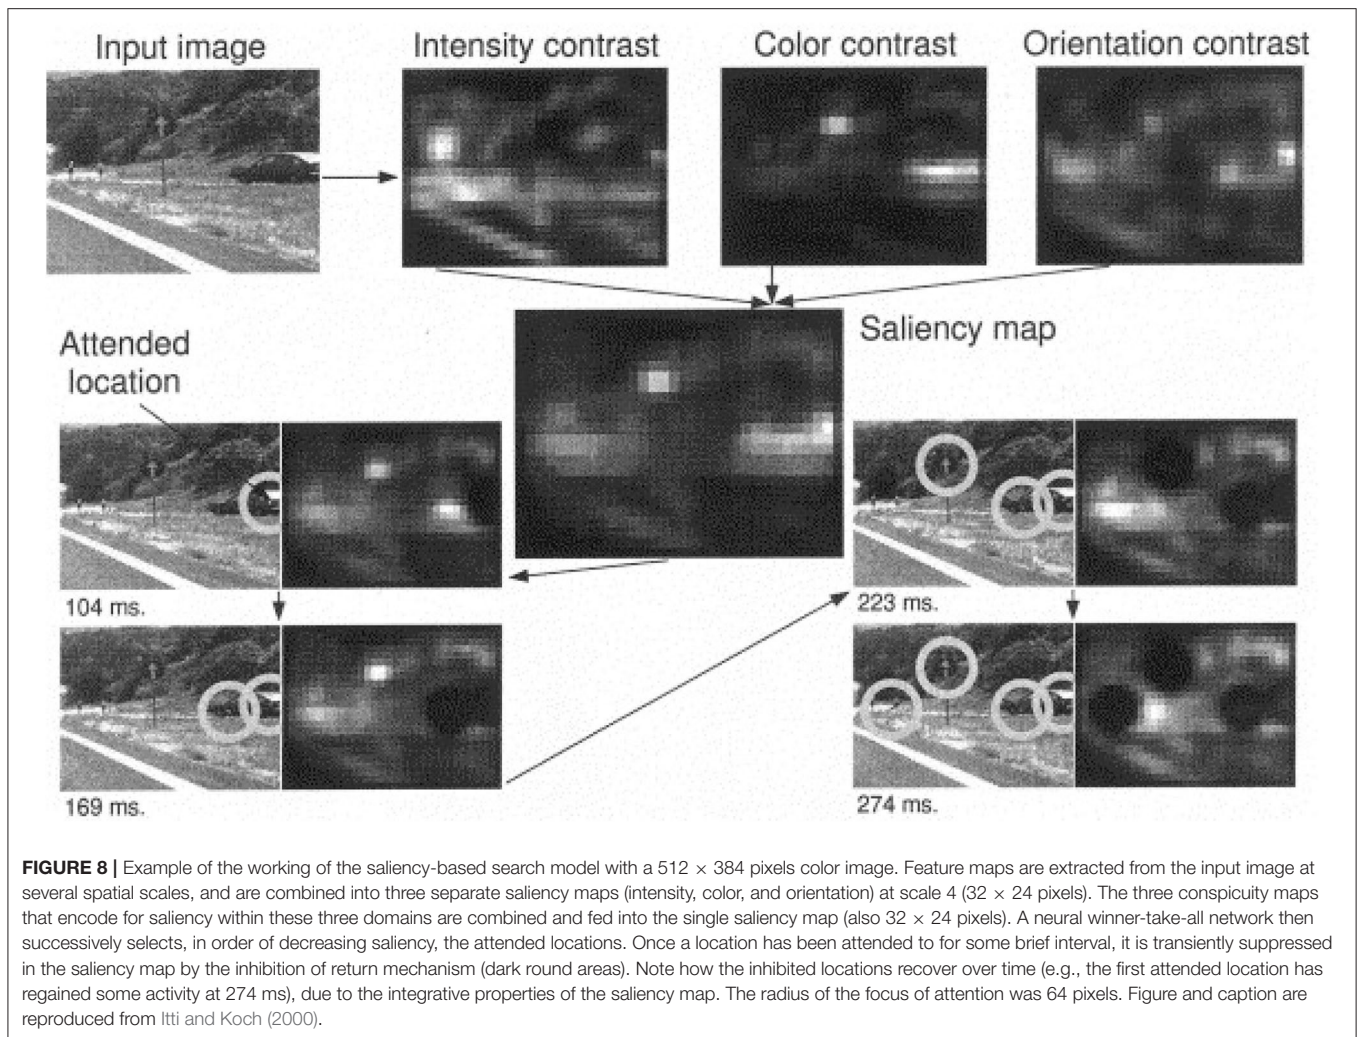 Input image
Intensity contrast
Color contrast
Orientation contrast
Saliency map
Attended
location
104 ms.
223 ms.
169 ms.
274 ms.
FIGURE 8 | Example of the working of the saliency-based search model with a 512 × 384 pixels color image. Feature maps are extracted from the input image at
several spatial scales, and are combined into three separate saliency maps (intensity, color, and orientation) at scale 4 (32 × 24 pixels). The three conspicuity maps
that encode for saliency within these three domains are combined and fed into the single saliency map (also 32 × 24 pixels). A neural winner-take-all network then
successively selects, in order of decreasing saliency, the attended locations. Once a location has been attended to for some brief interval, it is transiently suppressed
in the saliency map by the inhibition of return mechanism (dark round areas). Note how the inhibited locations recover over time (e.g., the first attended location has
regained some activity at 274 ms), due to the integrative properties of the saliency map. The radius of the focus of attention was 64 pixels. Figure and caption are
reproduced from Itti and Koch (2000).